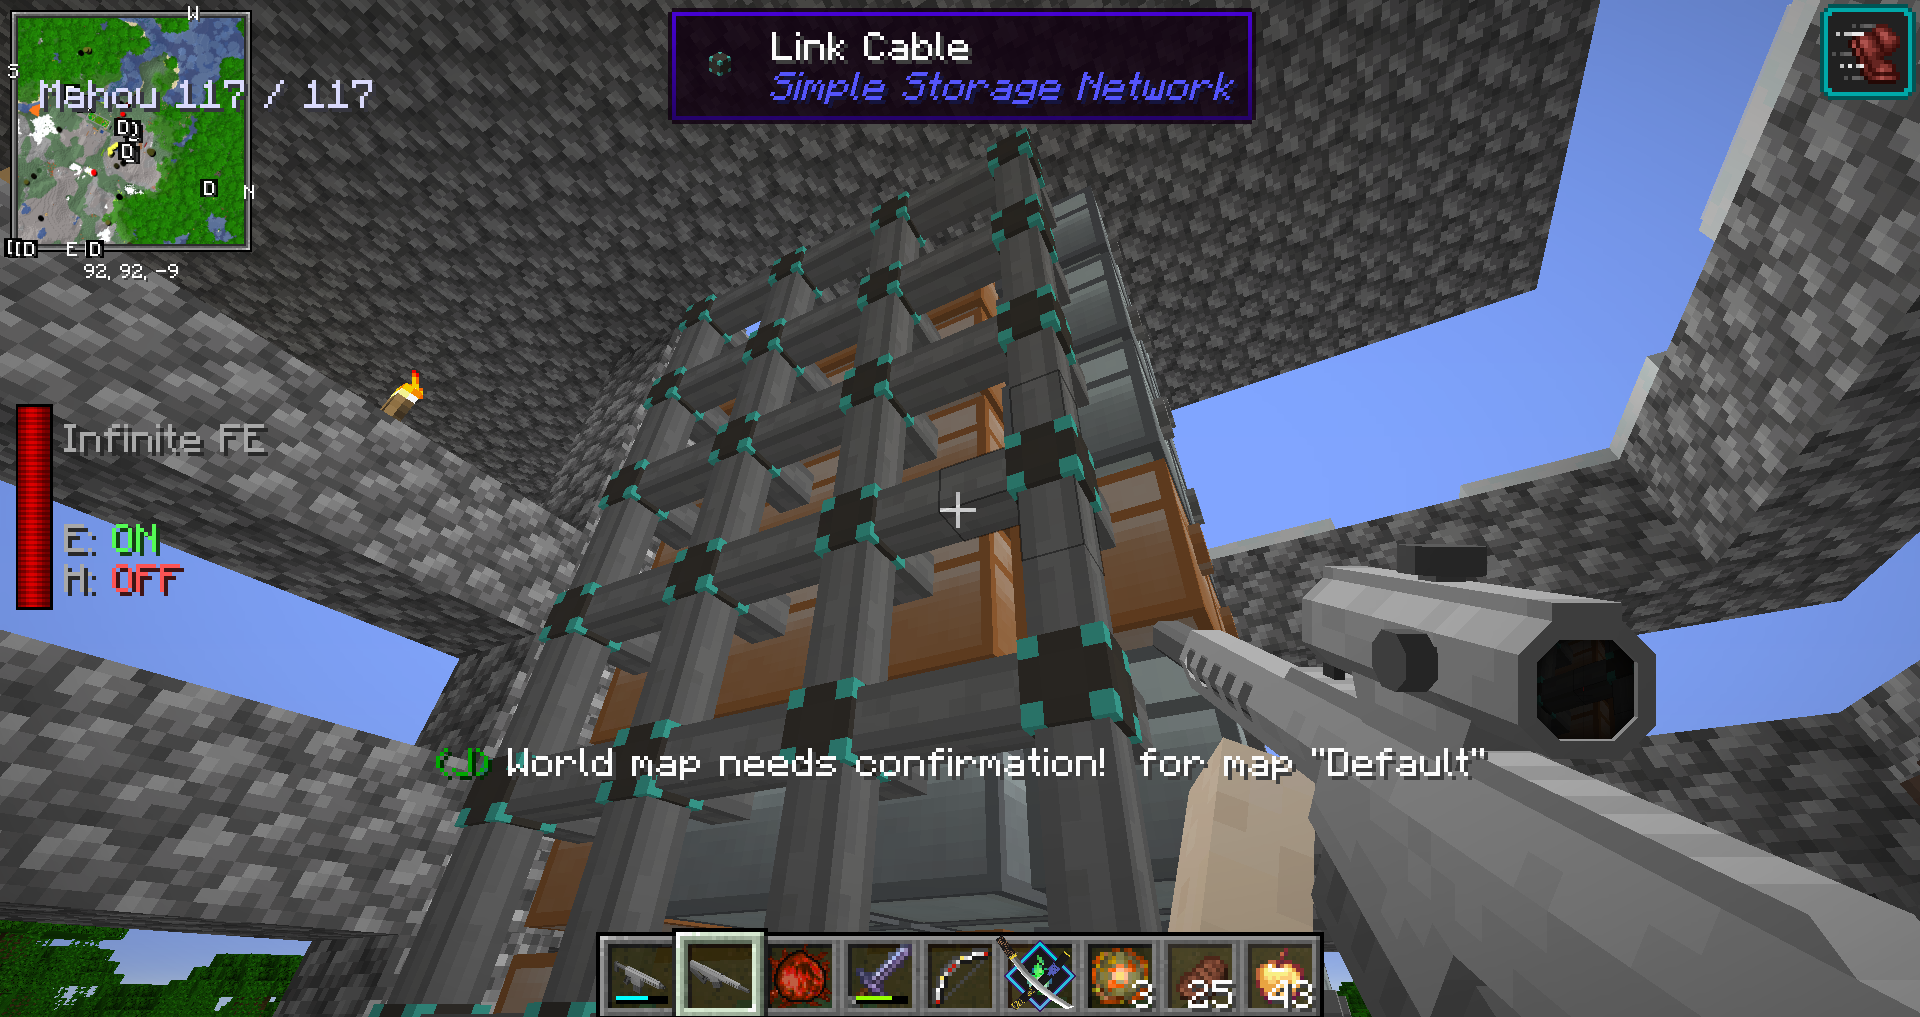 W
Link Cable
Simple Storage Network
S
Mahou 117 / 117
D
D
D
N
E D
92, 92, -9
Infinite FE
E: ON
H: OFF
(J) World map needs confirmation! for map "Default"
3
25
43